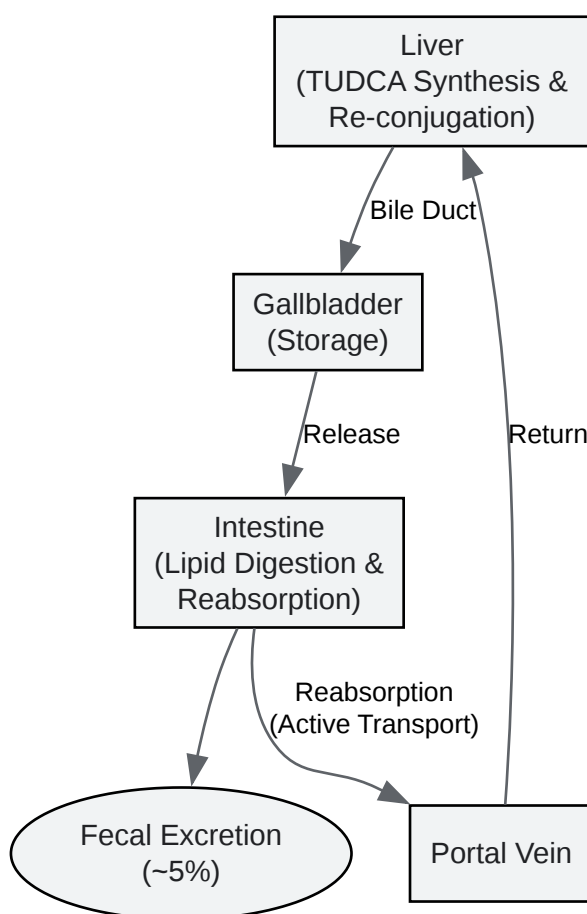 Liver
(TUDCA Synthesis &
Re-conjugation)
Bile Duct
Gallbladder
(Storage)
Release
Return
Intestine
(Lipid Digestion &
Reabsorption)
Reabsorption
(Active Transport)
Fecal Excretion
(~5%)
Portal Vein